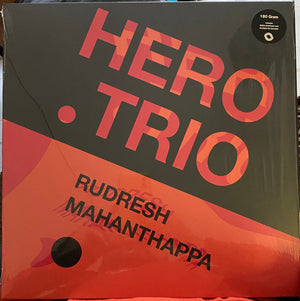 HERO
TRIO
RUDRESH
MAHANTHAPPA
180 Gram